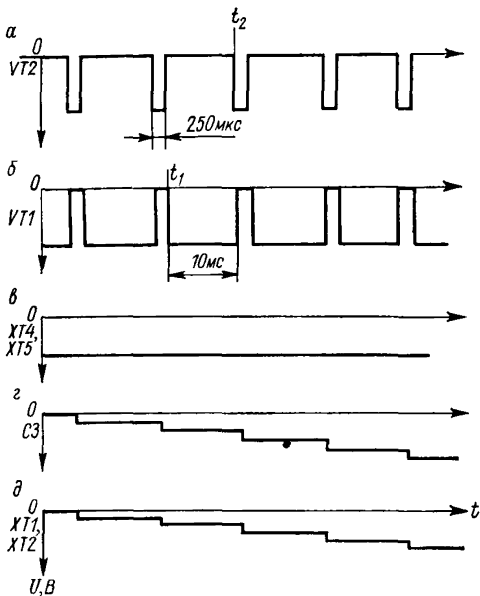 а
t₂
0
VT2
250мкс
б
t₁
0
VT1
10мс
в
0
XT4,
XT5
г
0
C3
д
0
t
XT1,
XT2
U,В